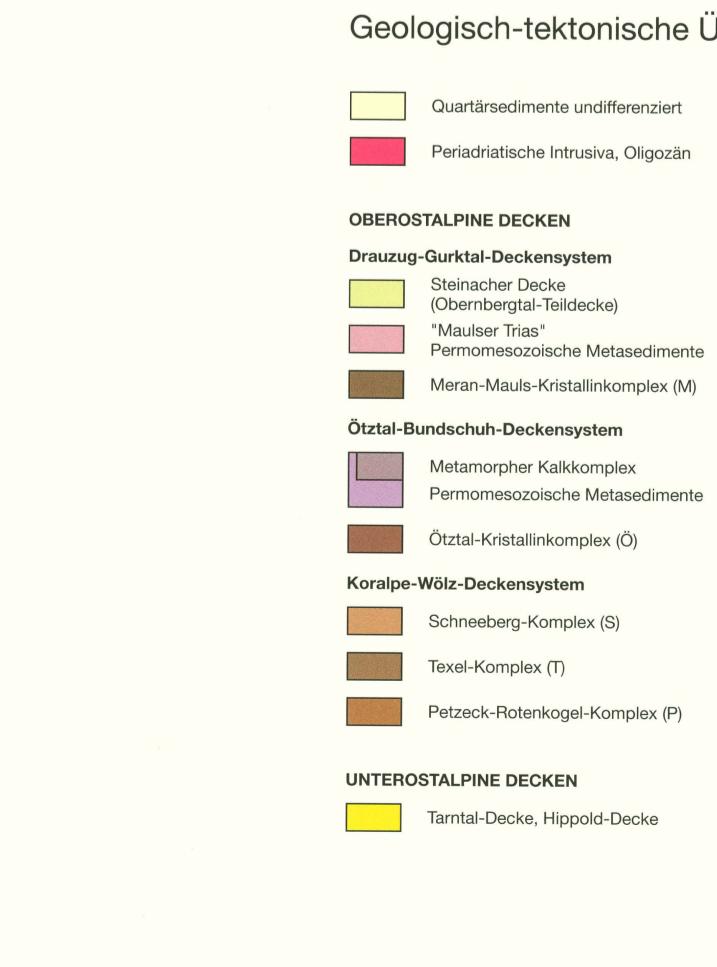 Geologisch-tektonische Ü
Quartärsedimente undifferenziert
Periadriatische Intrusiva, Oligozän
OBEROSTALPINE DECKEN
Drauzug-Gurktal-Deckensystem
Steinacher Decke
(Obernbergtal-Teildecke)
"Maulser Trias"
Permomesozoische Metasedimente
Meran-Mauls-Kristallinkomplex (M)
Ötztal-Bundschuh-Deckensystem
Metamorpher Kalkkomplex
Permomesozoische Metasedimente
Ötztal-Kristallinkomplex (Ö)
Koralpe-Wölz-Deckensystem
Schneeberg-Komplex (S)
Texel-Komplex (T)
Petzeck-Rotenkogel-Komplex (P)
UNTEROSTALPINE DECKEN
Tarntal-Decke, Hippold-Decke